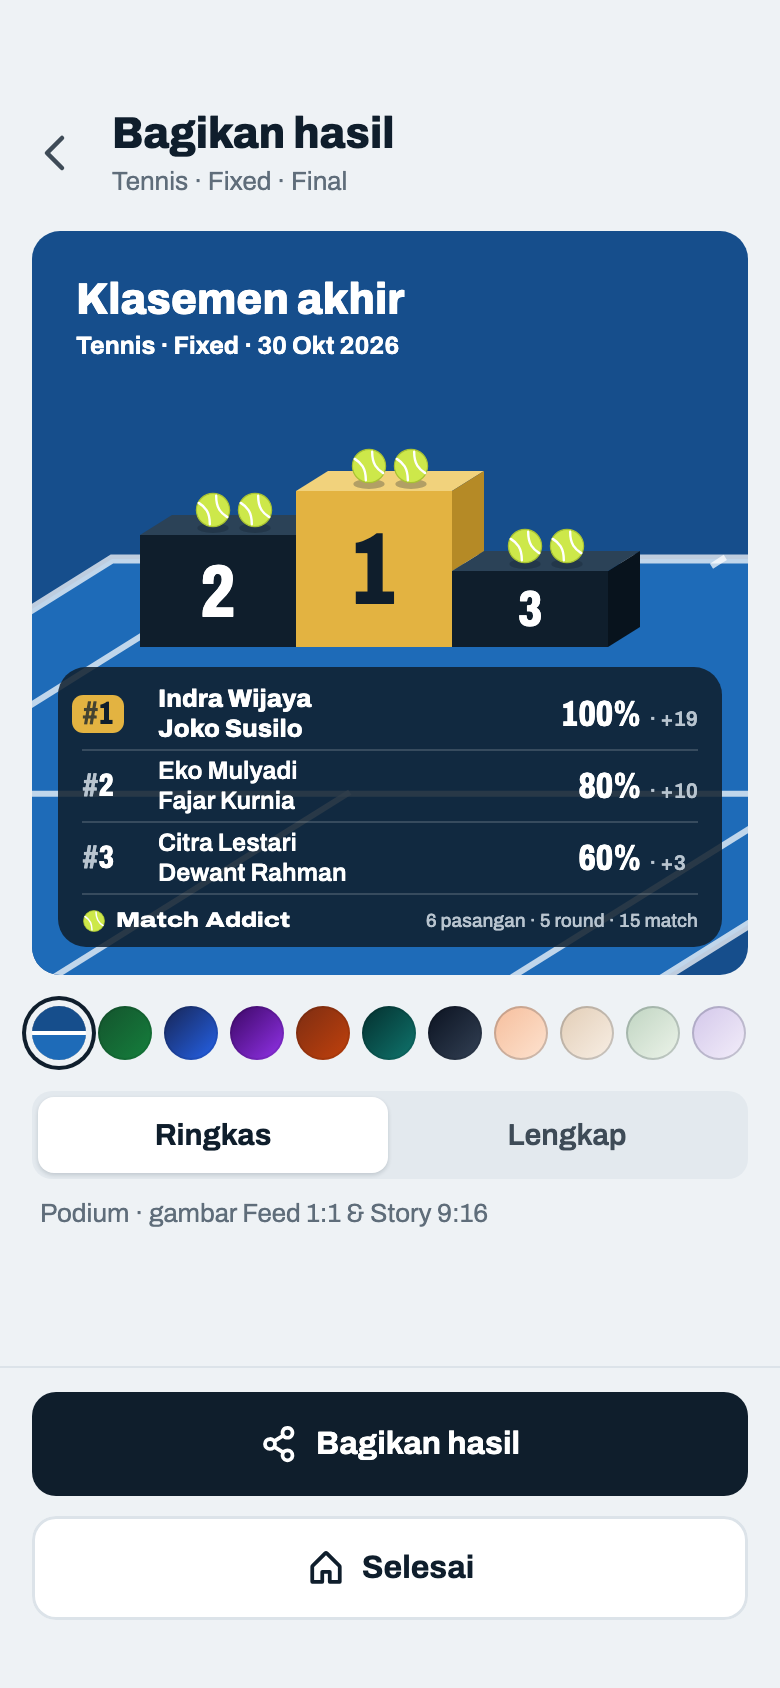 Bagikan hasil
Tennis · Fixed · Final
Klasemen akhir
Tennis · Fixed · 30 Okt 2026
1
2
3
#1 Indra Wijaya
Joko Susilo
100% · +19
#2 Eko Mulyadi
Fajar Kurnia
80% · +10
#3 Citra Lestari
Dewant Rahman
60% · +3
Match Addict
6 pasangan · 5 round · 15 match
Ringkas
Lengkap
Podium · gambar Feed 1:1 & Story 9:16
Bagikan hasil
Selesai